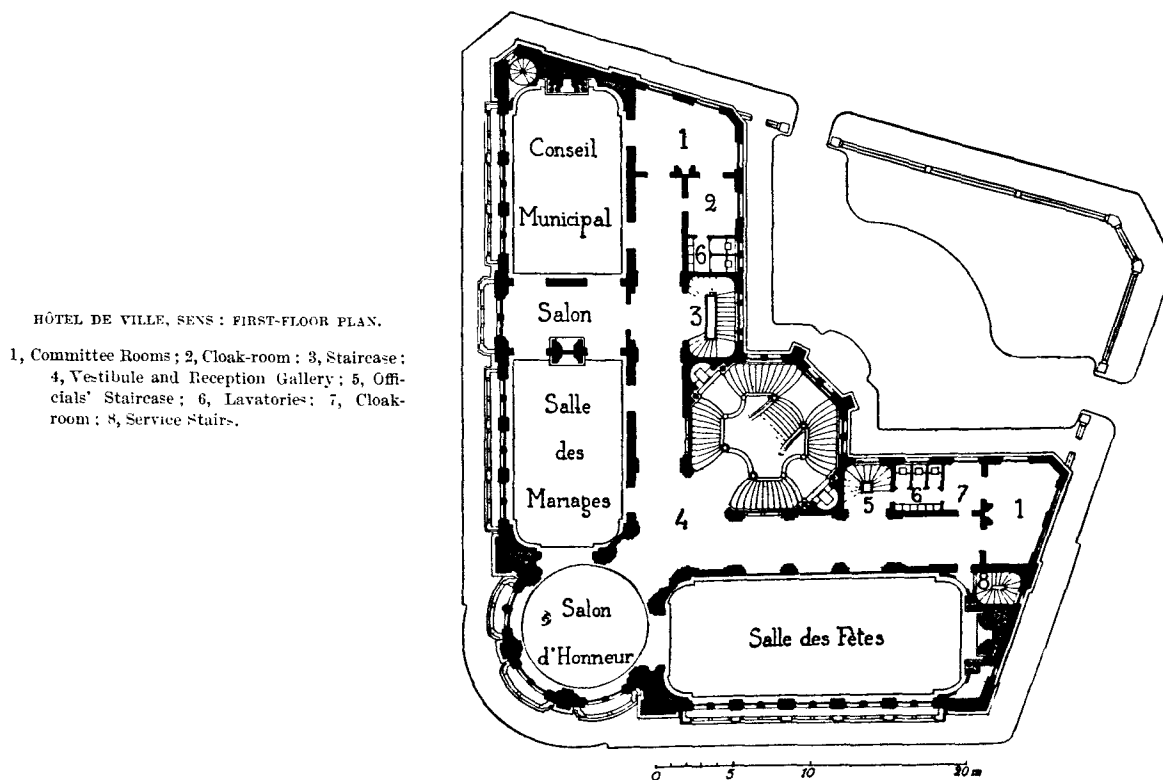 HÔTEL DE VILLE, SENS : FIRST-FLOOR PLAN.
1, Committee Rooms ; 2, Cloak-room ; 3, Staircase ;
4, Vestibule and Reception Gallery ; 5, Offi-
cials' Staircase ; 6, Lavatories ; 7, Cloak-
room ; 8, Service Stairs.
Conseil
Municipal
1
2
6
3
Salon
Salle
des
Mariages
4
5
6
7
1
8
Salon
d'Honneur
Salle des Fêtes
0 5 10 20 m